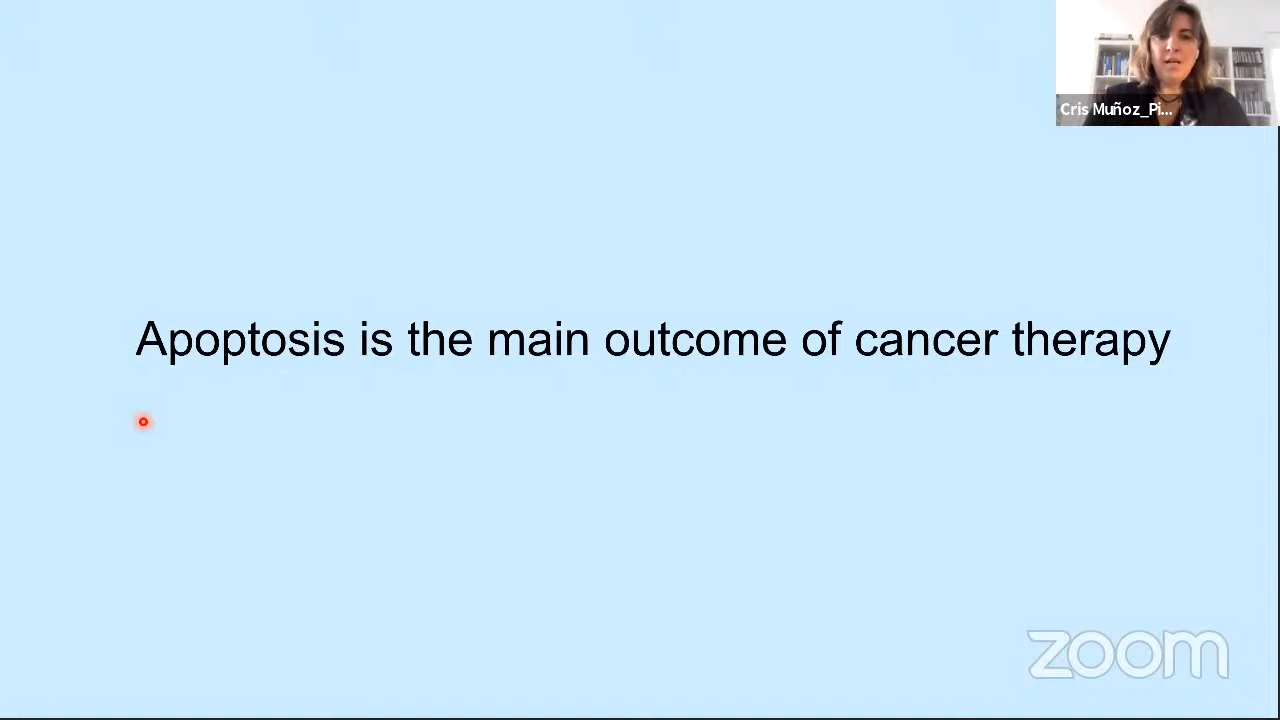 Cris Muñoz_Pi...
Apoptosis is the main outcome of cancer therapy
zoom